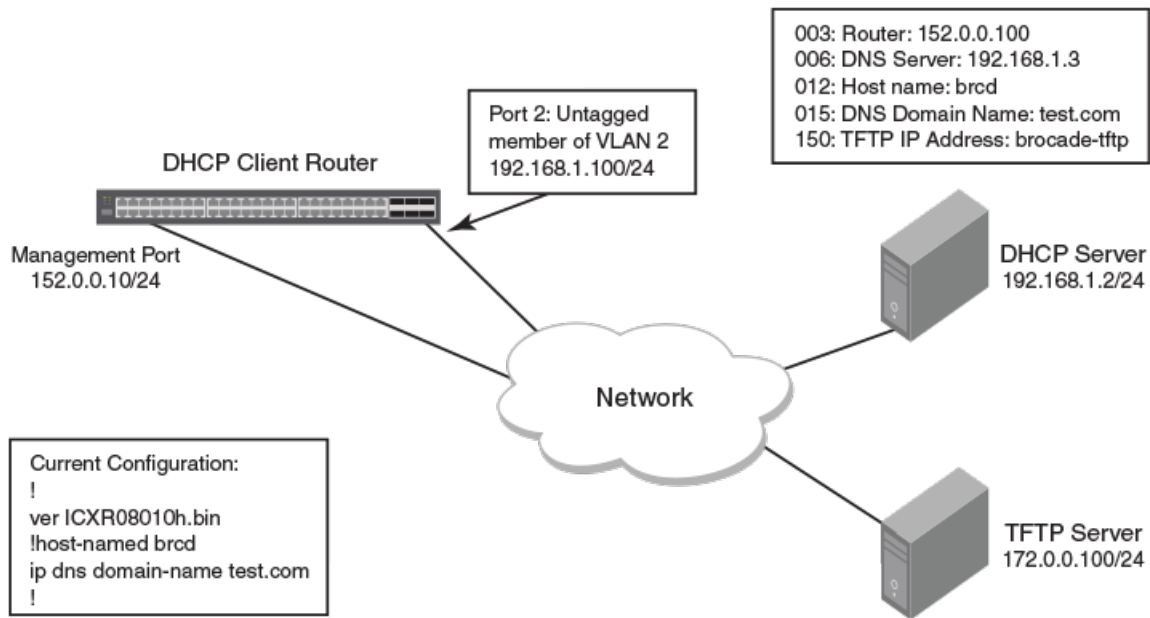 003: Router: 152.0.0.100
006: DNS Server: 192.168.1.3
012: Host name: brcd
015: DNS Domain Name: test.com
150: TFTP IP Address: brocade-tftp
Port 2: Untagged
member of VLAN 2
192.168.1.100/24
DHCP Client Router
Management Port
152.0.0.10/24
DHCP Server
192.168.1.2/24
Network
Current Configuration:
!
ver ICXR08010h.bin
!host-named brcd
ip dns domain-name test.com
!
TFTP Server
172.0.0.100/24